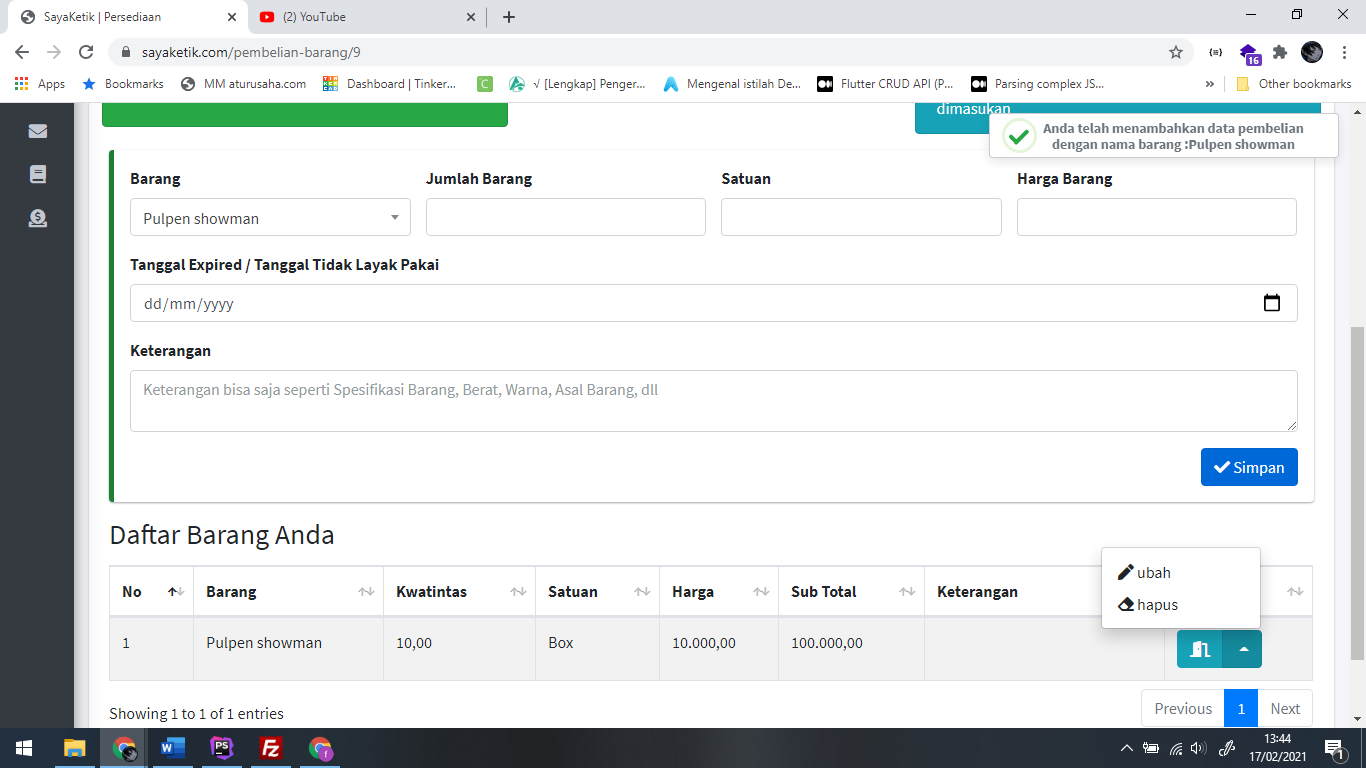 SayaKetik | Persediaan
(2) YouTube
sayaketik.com/pembelian-barang/9
16
Apps
Bookmarks
MM aturusaha.com
Dashboard | Tinker...
C
√ [Lengkap] Penger...
Mengenal istilah De...
Flutter CRUD API (P...
Parsing complex JS...
»
Other bookmarks
dimasukan
Anda telah menambahkan data pembelian
dengan nama barang :Pulpen showman
Barang
Jumlah Barang
Satuan
Harga Barang
Pulpen showman
Tanggal Expired / Tanggal Tidak Layak Pakai
dd/mm/yyyy
Keterangan
Keterangan bisa saja seperti Spesifikasi Barang, Berat, Warna, Asal Barang, dll
Simpan
Daftar Barang Anda
ubah
hapus
No
Barang
Kwatintas
Satuan
Harga
Sub Total
Keterangan
1
Pulpen showman
10,00
Box
10.000,00
100.000,00
Showing 1 to 1 of 1 entries
Previous
1
Next
13:44
17/02/2021
1